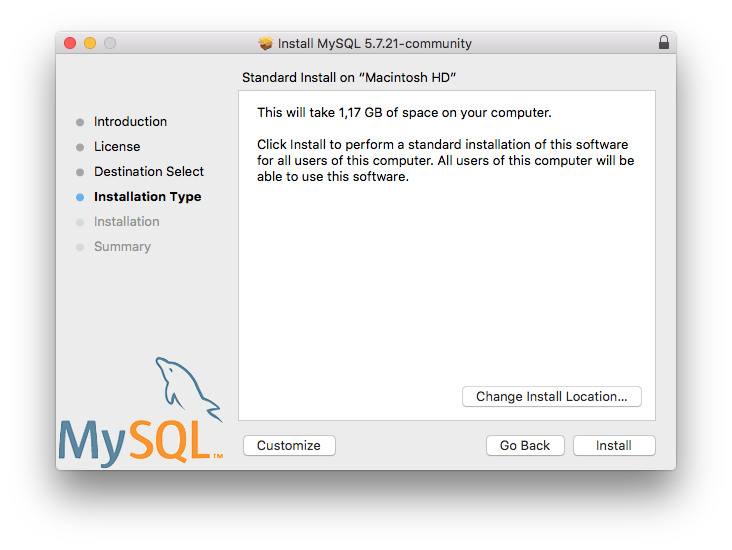 Install MySQL 5.7.21-community
Standard Install on “Macintosh HD”
Introduction
License
Destination Select
Installation Type
Installation
Summary
This will take 1,17 GB of space on your computer.
Click Install to perform a standard installation of this software
for all users of this computer. All users of this computer will be
able to use this software.
Change Install Location...
MySQL™
Customize
Go Back
Install